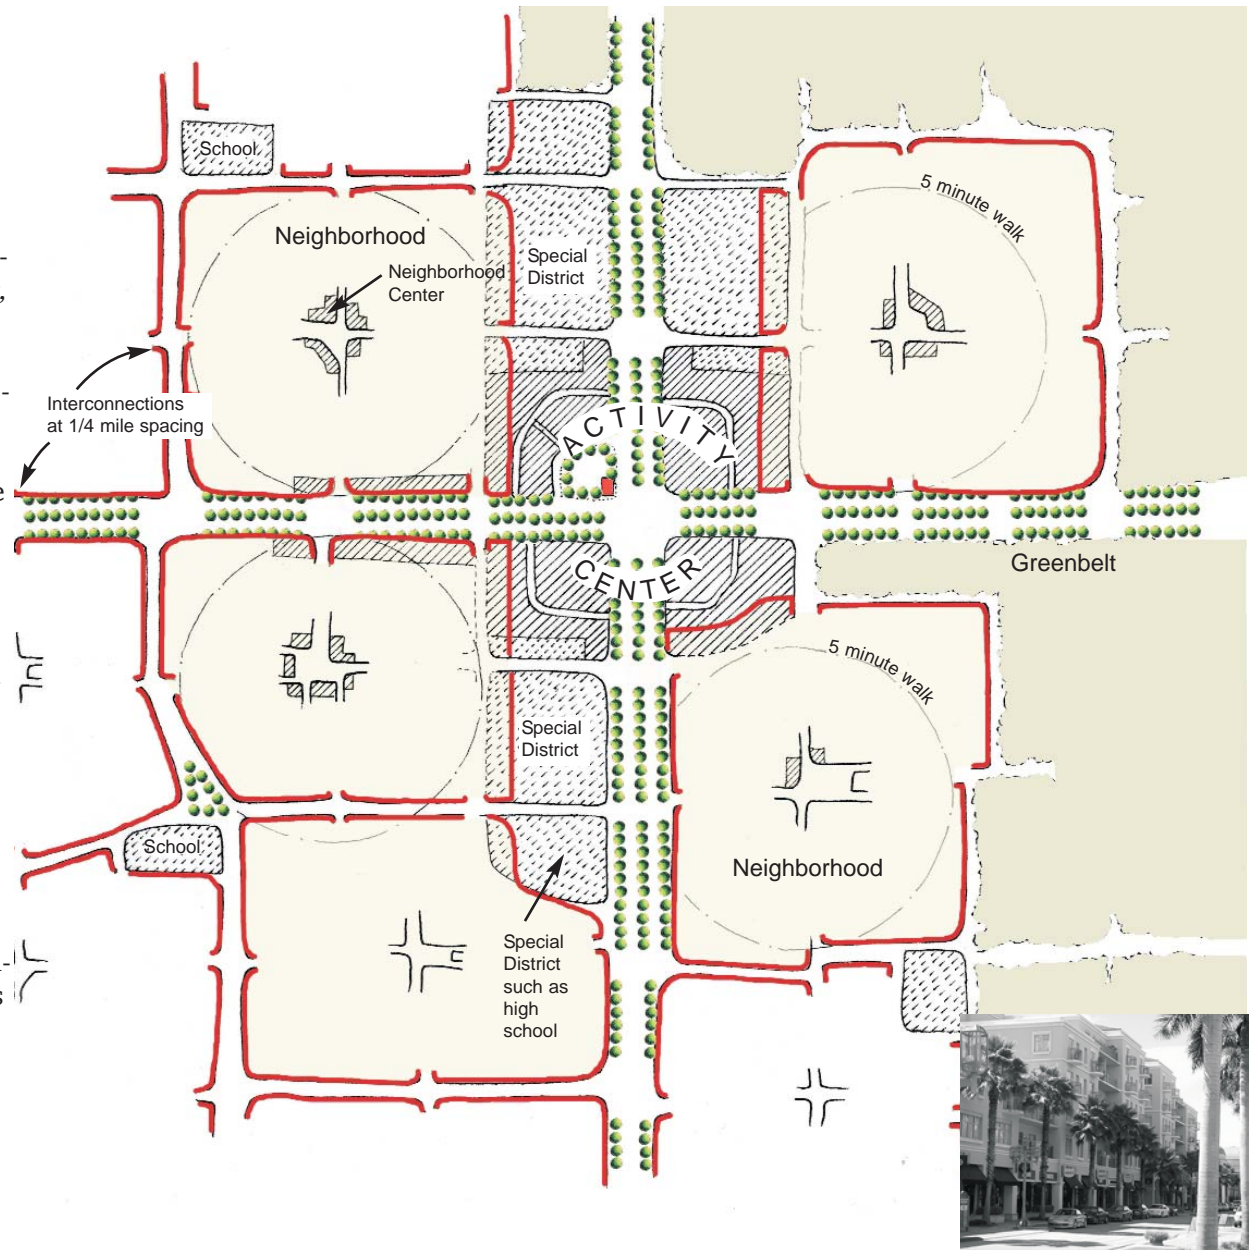 School
5 minute walk
Neighborhood
Neighborhood
Center
Special
District
Interconnections
at 1/4 mile spacing
ACTIVITY
CENTER
Greenbelt
5 minute walk
Special
District
School
Neighborhood
Special
District
such as
high
school